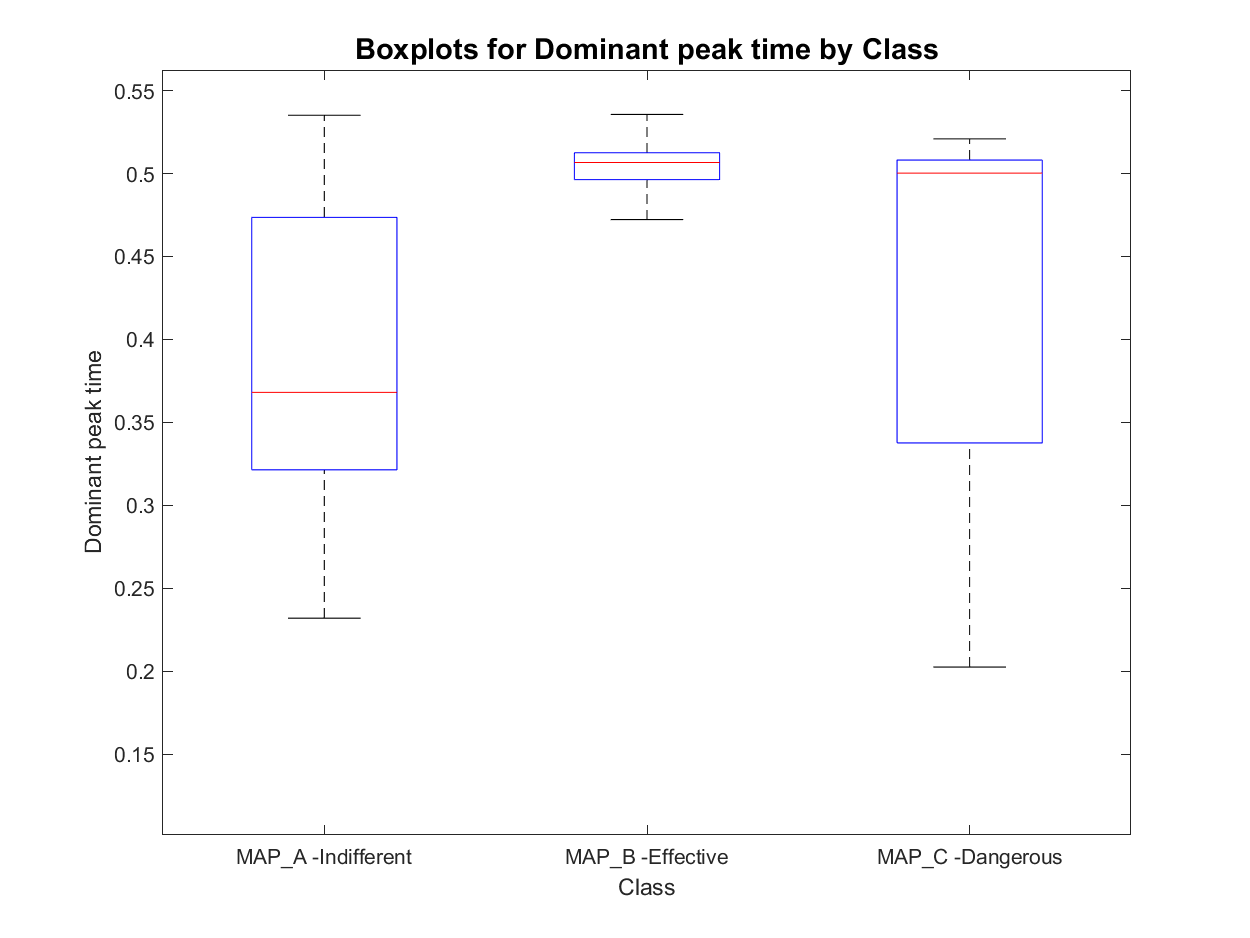 Boxplots for Dominant peak time by Class
0.55
0.5
0.45
0.4
0.35
0.3
0.25
0.2
0.15
Dominant peak time
MAP_A -Indifferent
MAP_B -Effective
MAP_C -Dangerous
Class